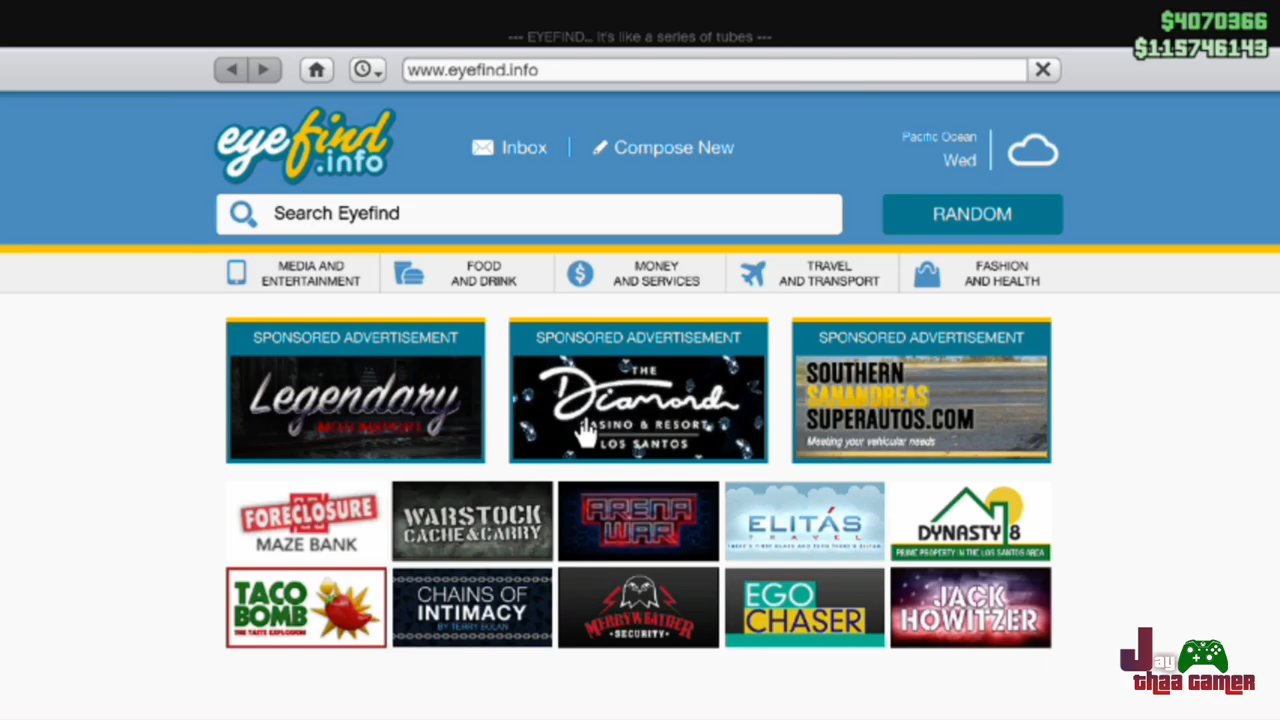 $4070366
--- EYEFIND... It's like a series of tubes ---
$115746143
www.eyefind.info
eyefind
.info
Inbox
Compose New
Pacific Ocean
Wed
Search Eyefind
RANDOM
MEDIA AND
ENTERTAINMENT
FOOD
AND DRINK
MONEY
AND SERVICES
TRAVEL
AND TRANSPORT
FASHION
AND HEALTH
SPONSORED ADVERTISEMENT
SPONSORED ADVERTISEMENT
SPONSORED ADVERTISEMENT
Legendary
THE
Diamond
CASINO & RESORT
LOS SANTOS
SOUTHERN
SANANDREAS
SUPERAUTOS.COM
Meeting your vehicular needs
FORECLOSURE
MAZE BANK
WARSTOCK
CACHE & CARRY
ARENA
WAR
ELITÁS
TRAVEL
DYNASTY 8
PRIME PROPERTY IN THE LOS SANTOS AREA
TACO
BOMB
THE TASTE EXPLOSION
CHAINS OF
INTIMACY
MERRYWEATHER
SECURITY
EGO
CHASER
JACK
HOWITZER
Jay
thaa Gamer